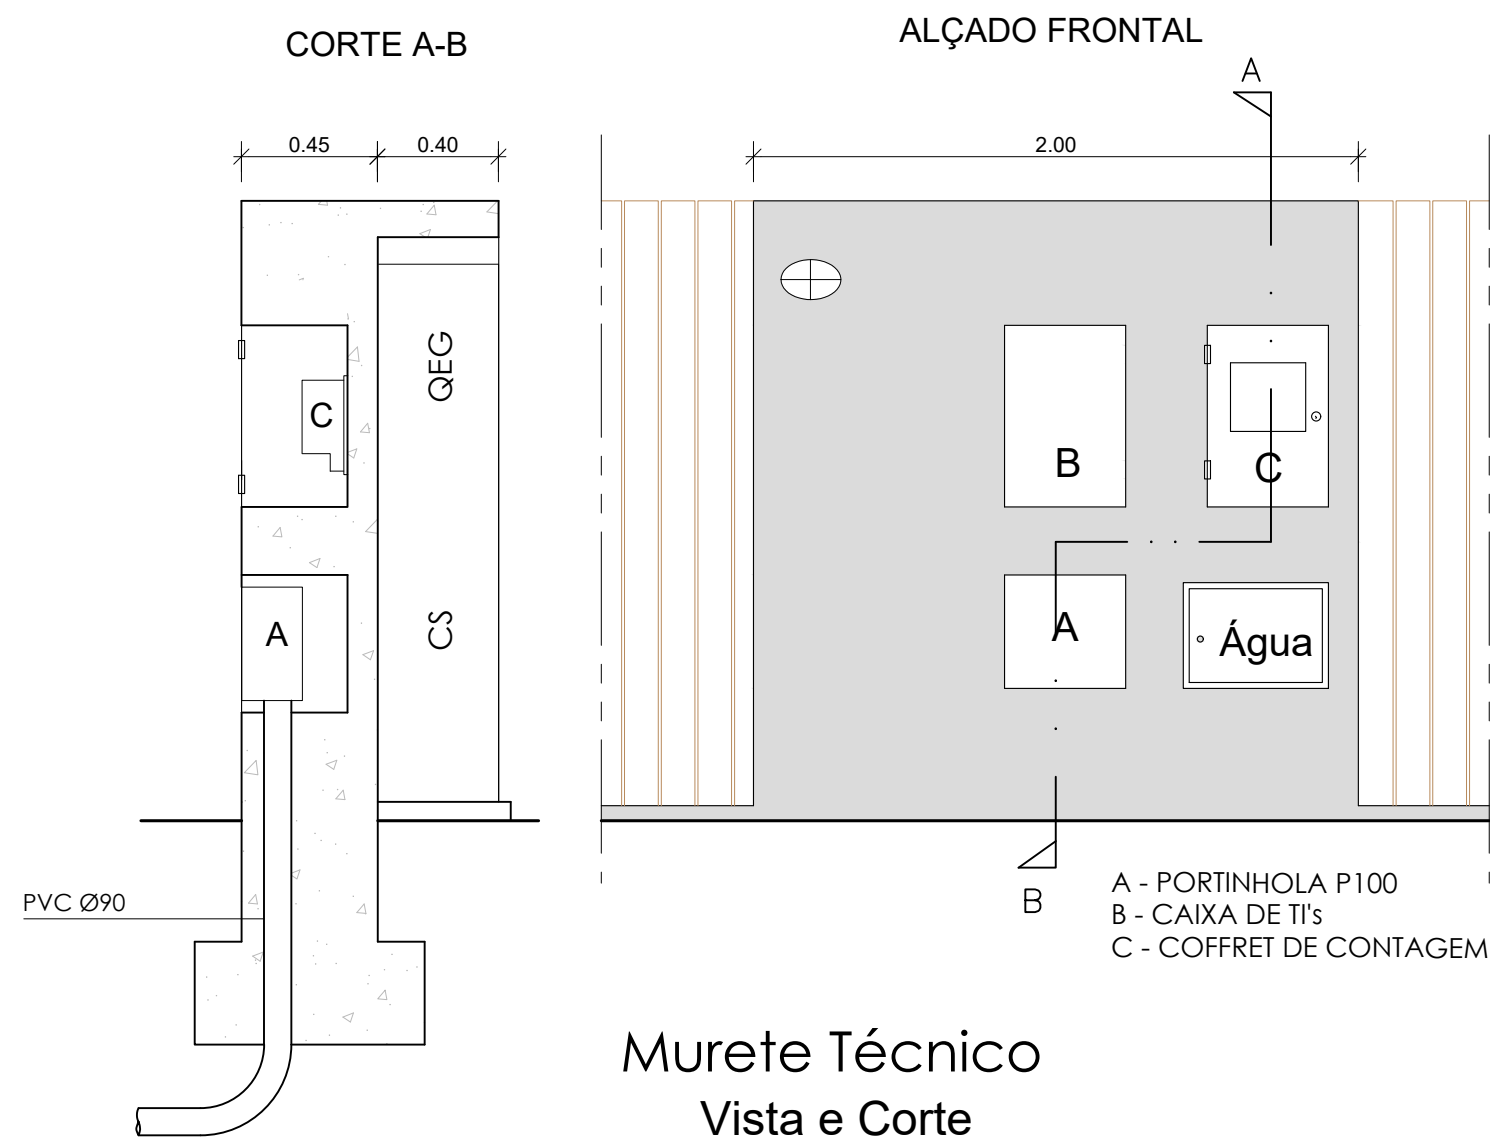 CORTE A-B
ALÇADO FRONTAL
A
0.45
0.40
2.00
QEG
C
B
C
CS
A
A
Água
PVC Ø90
B
A - PORTINHOLA P100
B - CAIXA DE TI's
C - COFFRET DE CONTAGEM
Murete Técnico
Vista e Corte